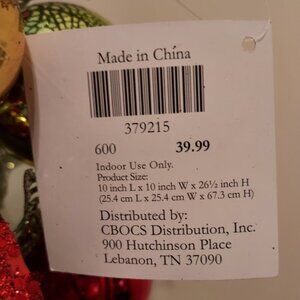 Made in China
379215
600 39.99
Indoor Use Only.
Product Size:
10 inch L x 10 inch W x 26½ inch H
(25.4 cm L x 25.4 cm W x 67.3 cm H)
Distributed by:
CBOCS Distribution, Inc.
900 Hutchinson Place
Lebanon, TN 37090